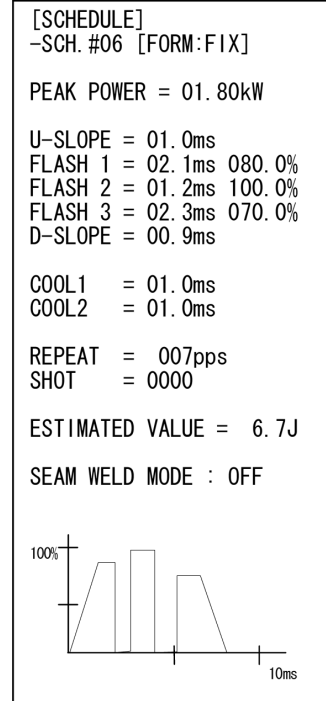 [SCHEDULE]
-SCH.#06 [FORM:FIX]
PEAK POWER = 01.80kW
U-SLOPE = 01.0ms
FLASH 1 = 02.1ms 080.0%
FLASH 2 = 01.2ms 100.0%
FLASH 3 = 02.3ms 070.0%
D-SLOPE = 00.9ms
COOL1 = 01.0ms
COOL2 = 01.0ms
REPEAT = 007pps
SHOT = 0000
ESTIMATED VALUE = 6.7J
SEAM WELD MODE : OFF
100%
10ms